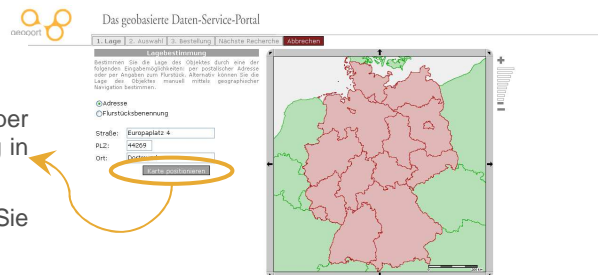 Das geobasierte Daten-Service-Portal
geoport
1. Lage 2. Auswahl 3. Bestellung Nächste Recherche Abbrechen
Lagebestimmung
Bestimmen Sie die Lage des Objektes durch eine der
folgenden Eingabemöglichkeiten: per postalischer Adresse
oder per Angaben zum Flurstück. Alternativ können Sie die
Lage des Objektes manuell mittels geographischer
Navigation bestimmen.
Adresse
Flurstücksbenennung
Straße: Europaplatz 4
PLZ: 44269
Ort:
Karte positionieren
in
Sie